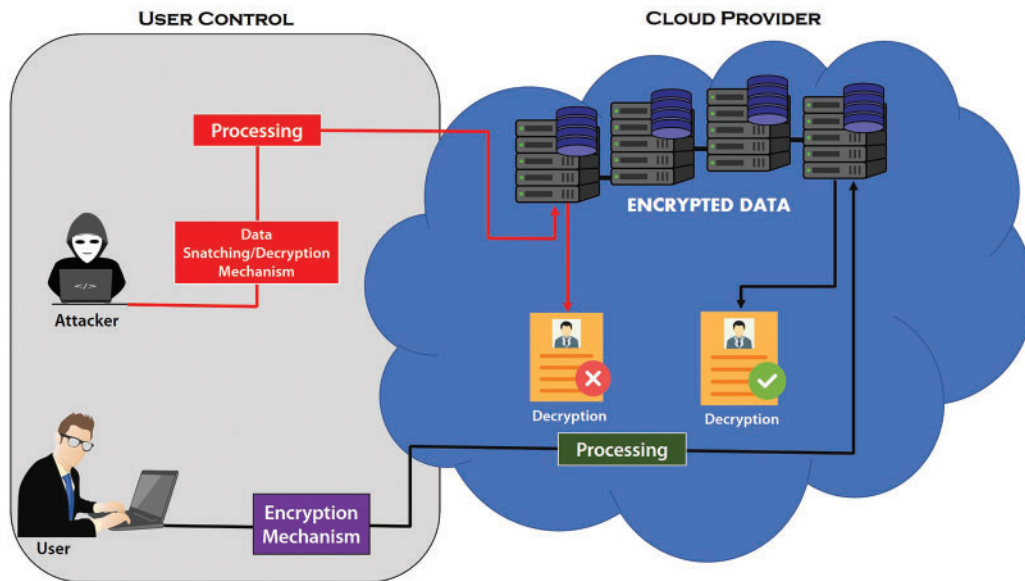 USER CONTROL
CLOUD PROVIDER
Processing
ENCRYPTED DATA
Data
Snatching/Decryption
Mechanism
</>
Attacker
Decryption
Decryption
Processing
Encryption
Mechanism
User